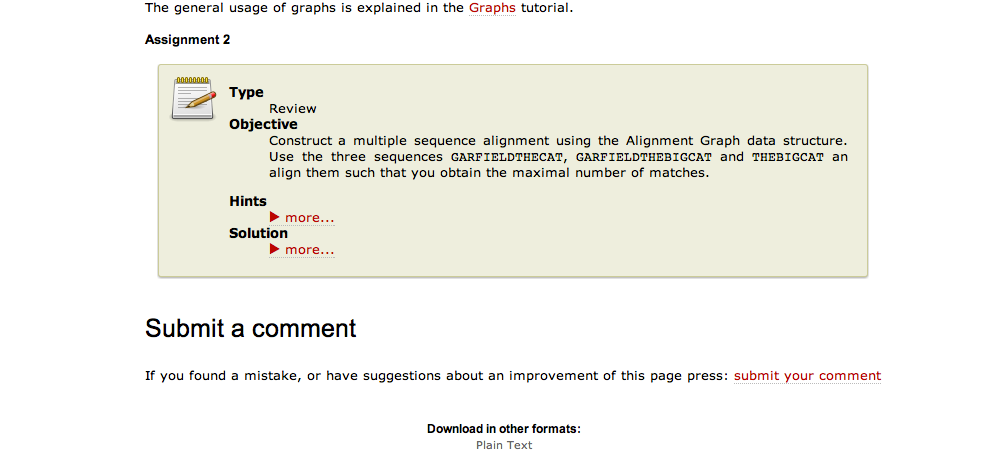 The general usage of graphs is explained in the Graphs tutorial.
Assignment 2
Type
Review
Objective
Construct a multiple sequence alignment using the Alignment Graph data structure.
Use the three sequences GARFIELDTHECAT, GARFIELDTHEBIGCAT and THEBIGCAT an
align them such that you obtain the maximal number of matches.
Hints
▶ more...
Solution
▶ more...
Submit a comment
If you found a mistake, or have suggestions about an improvement of this page press: submit your comment
Download in other formats:
Plain Text